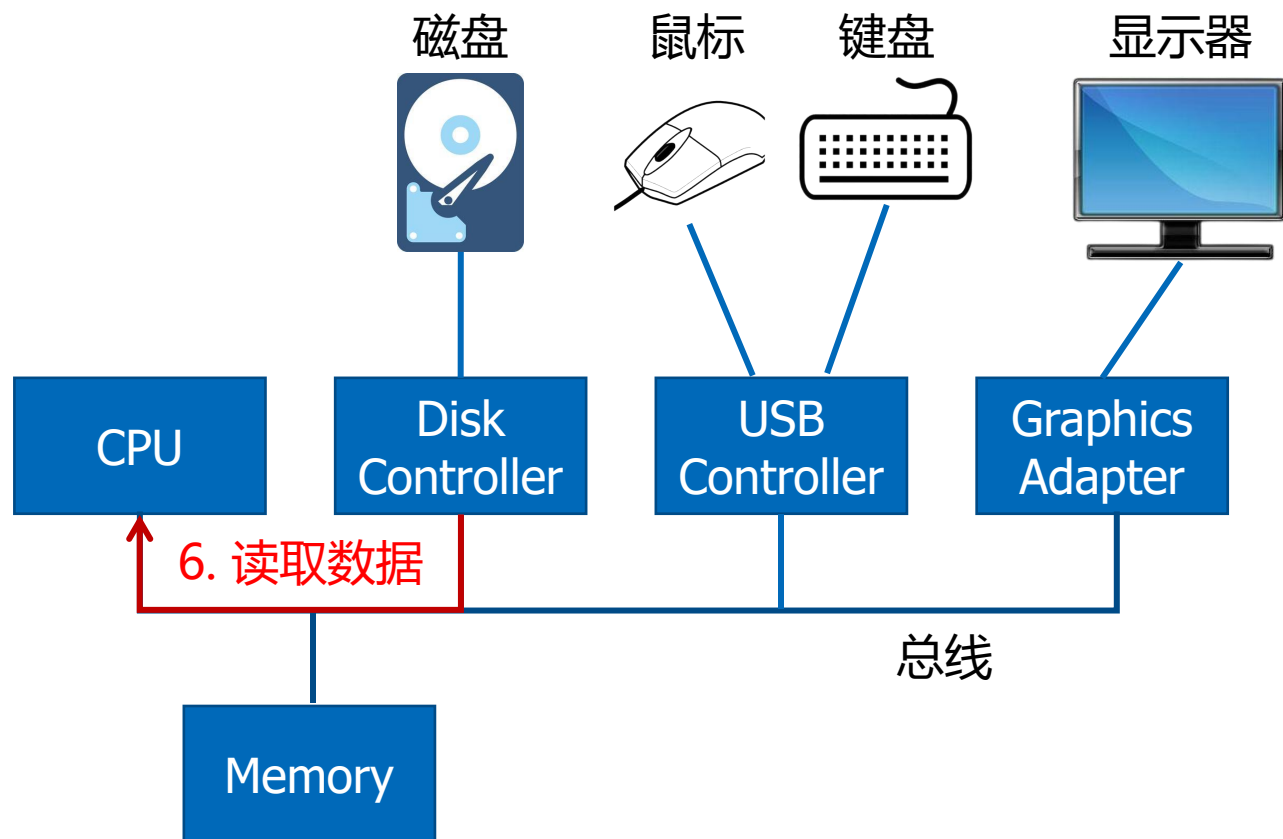 磁盘
鼠标
键盘
显示器
CPU
Disk
Controller
USB
Controller
Graphics
Adapter
6. 读取数据
总线
Memory